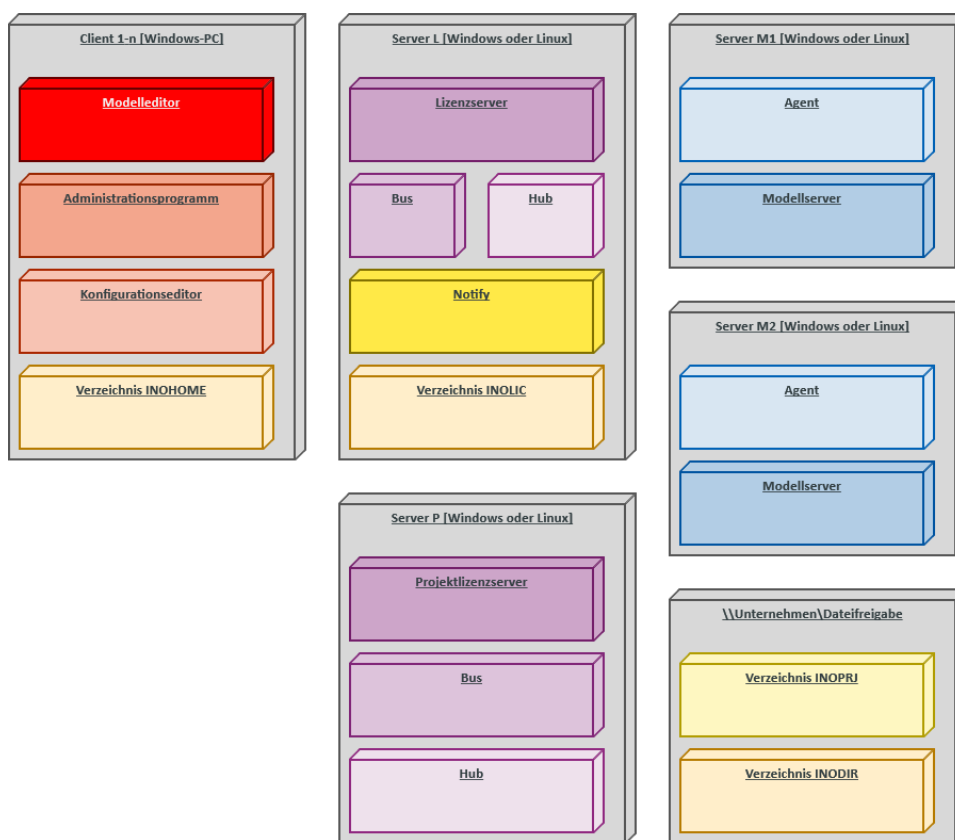 Client 1-n [Windows-PC]
Modelleditor
Administrationsprogramm
Konfigurationseditor
Verzeichnis INOHOME
Server L [Windows oder Linux]
Lizenzserver
Bus
Hub
Notify
Verzeichnis INOLIC
Server P [Windows oder Linux]
Projektlizenzserver
Bus
Hub
Server M1 [Windows oder Linux]
Agent
Modellserver
Server M2 [Windows oder Linux]
Agent
Modellserver
\\Unternehmen\Dateifreigabe
Verzeichnis INOPRJ
Verzeichnis INODIR